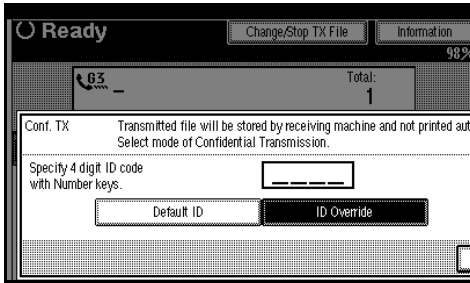 Ready
Change/Stop TX File
Information
98%
G3
Total:
1
Conf. TX
Transmitted file will be stored by receiving machine and not printed aut
Select mode of Confidential Transmission.
Specify 4 digit ID code
with Number keys.
Default ID
ID Override